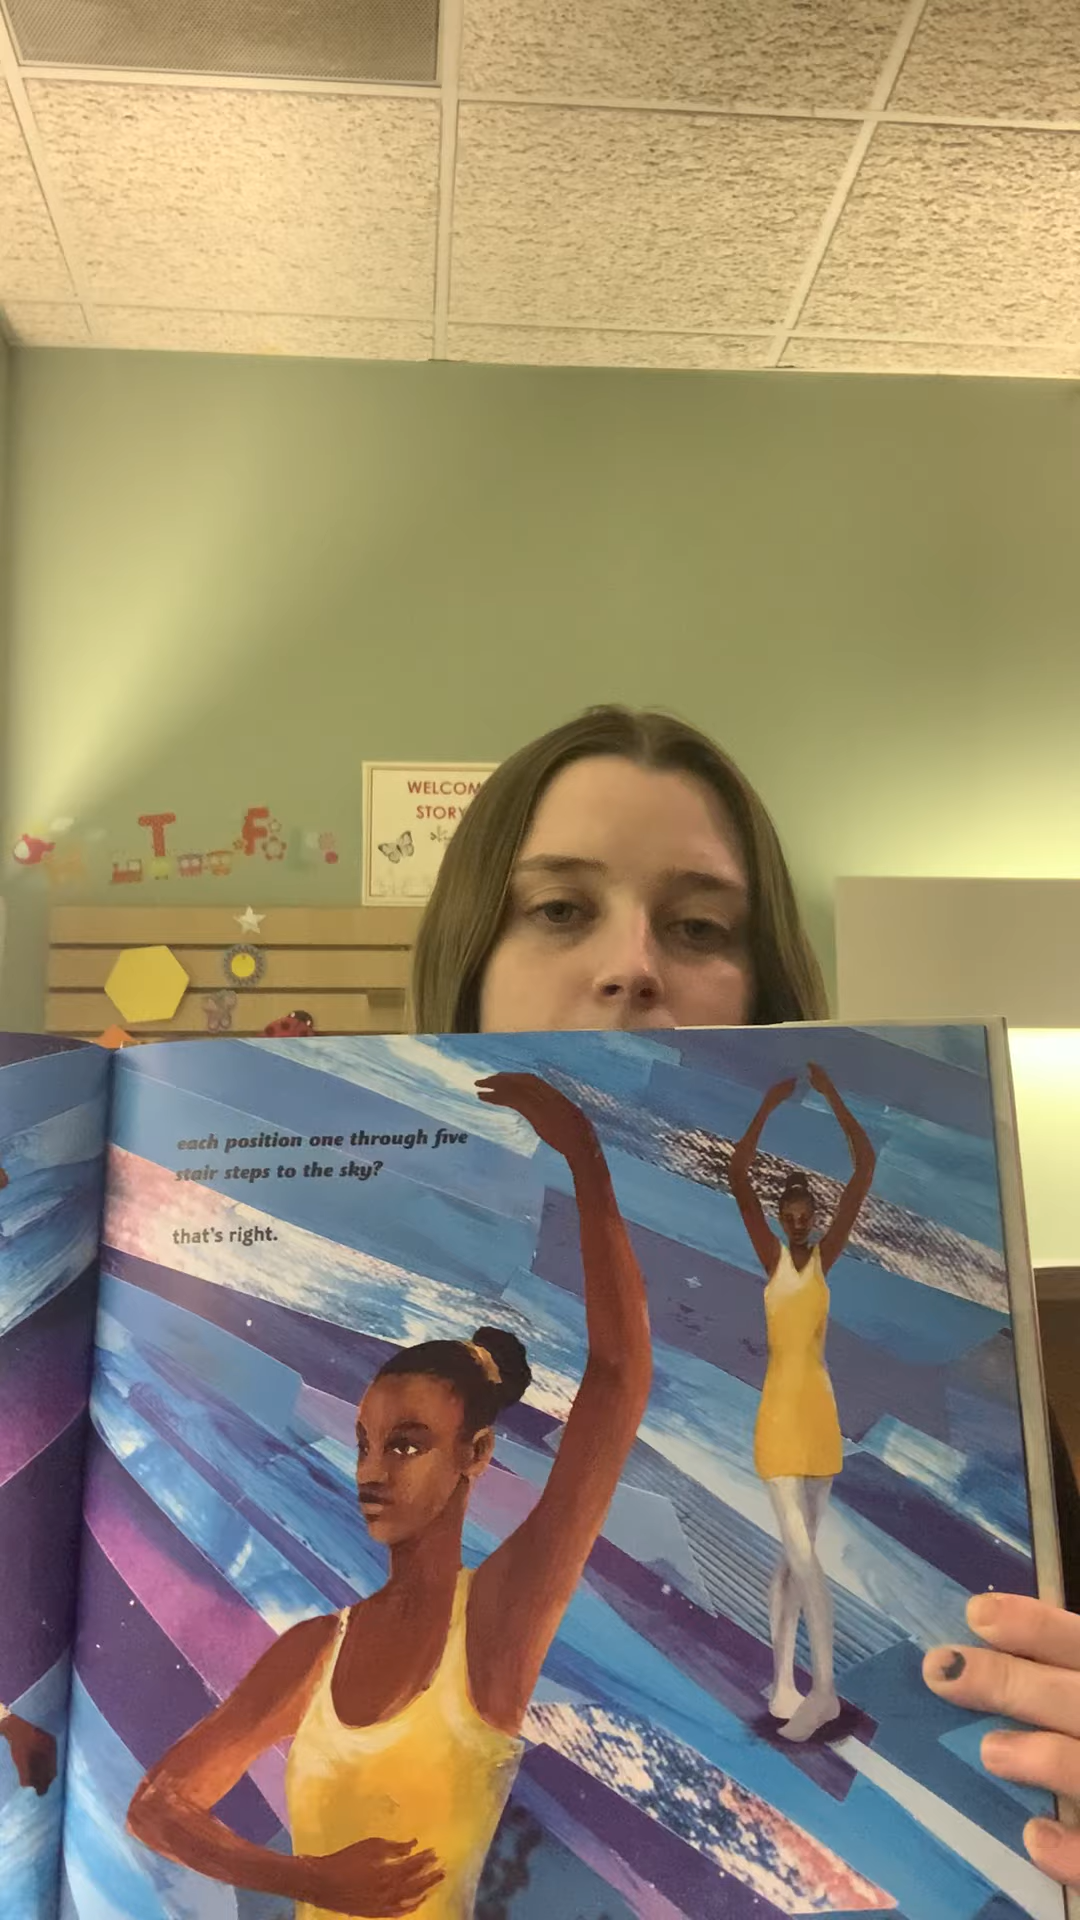 T F
WELCOM
STORY
each position one through five
stair steps to the sky?
that's right.